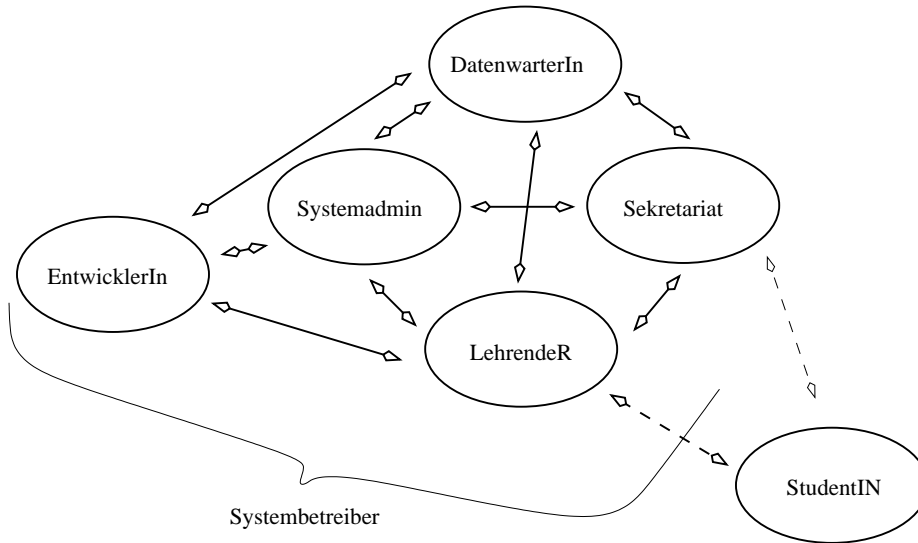 DatenwarterIn
Systemadmin
Sekretariat
EntwicklerIn
LehrendeR
StudentIN
Systembetreiber